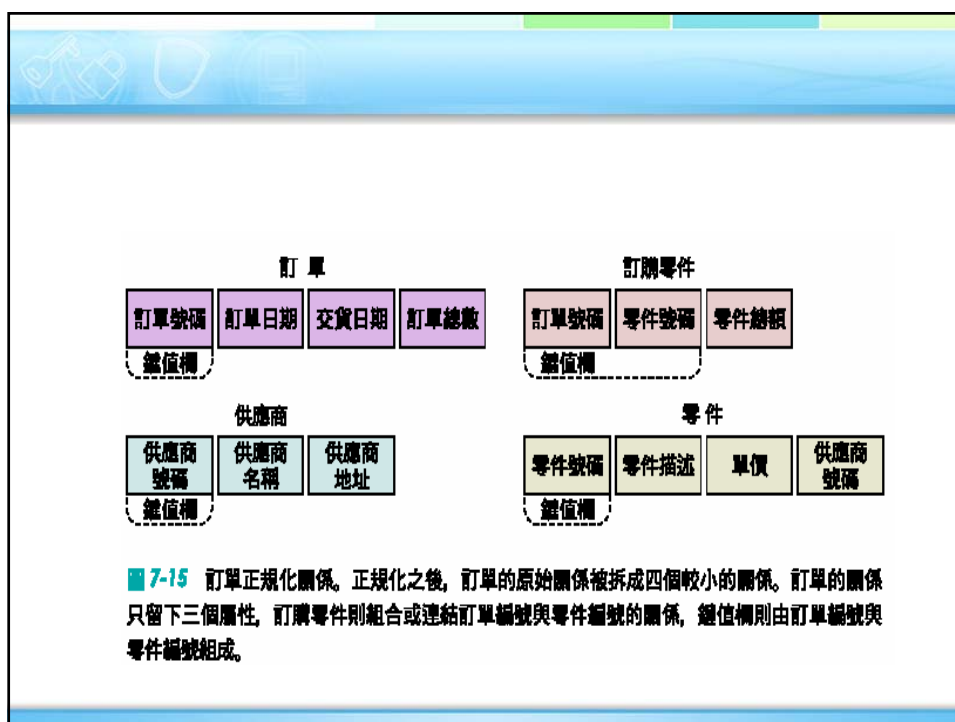 訂 單
訂單號碼 訂單日期 交貨日期 訂單總數
鍵值欄
訂購零件
訂單號碼 零件號碼 零件總額
鍵值欄
供應商
供應商號碼 供應商名稱 供應商地址
鍵值欄
零 件
零件號碼 零件描述 單價 供應商號碼
鍵值欄
圖 7-15 訂單正規化關係。正規化之後，訂單的原始關係被拆成四個較小的關係。訂單的關係
只留下三個屬性，訂購零件則組合或連結訂單編號與零件編號的關係，鍵值欄則由訂單編號與
零件編號組成。